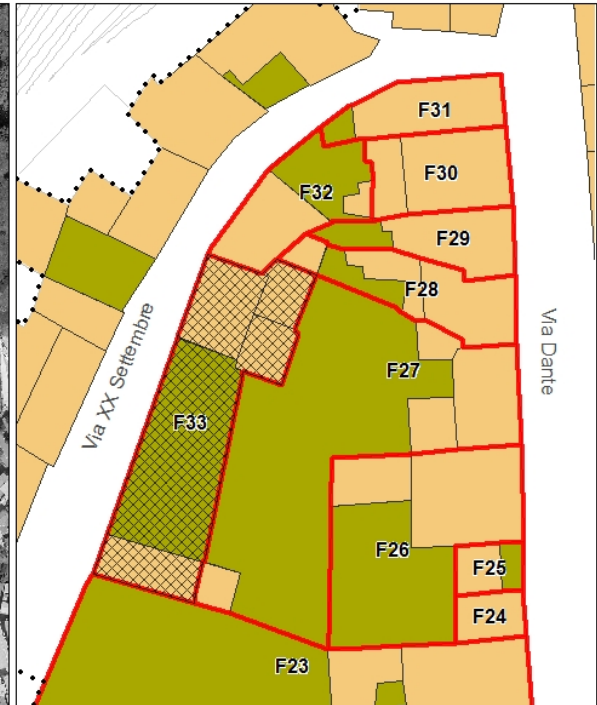 F31
F30
F32
F29
F28
Via Dante
Via XX Settembre
F27
F33
F26
F25
F24
F23